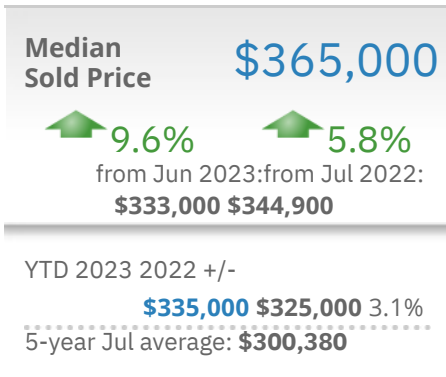 Median
Sold Price
$365,000
9.6%
5.8%
from Jun 2023:from Jul 2022:
$333,000 $344,900
YTD 2023 2022 +/-
$335,000 $325,000 3.1%
5-year Jul average: $300,380